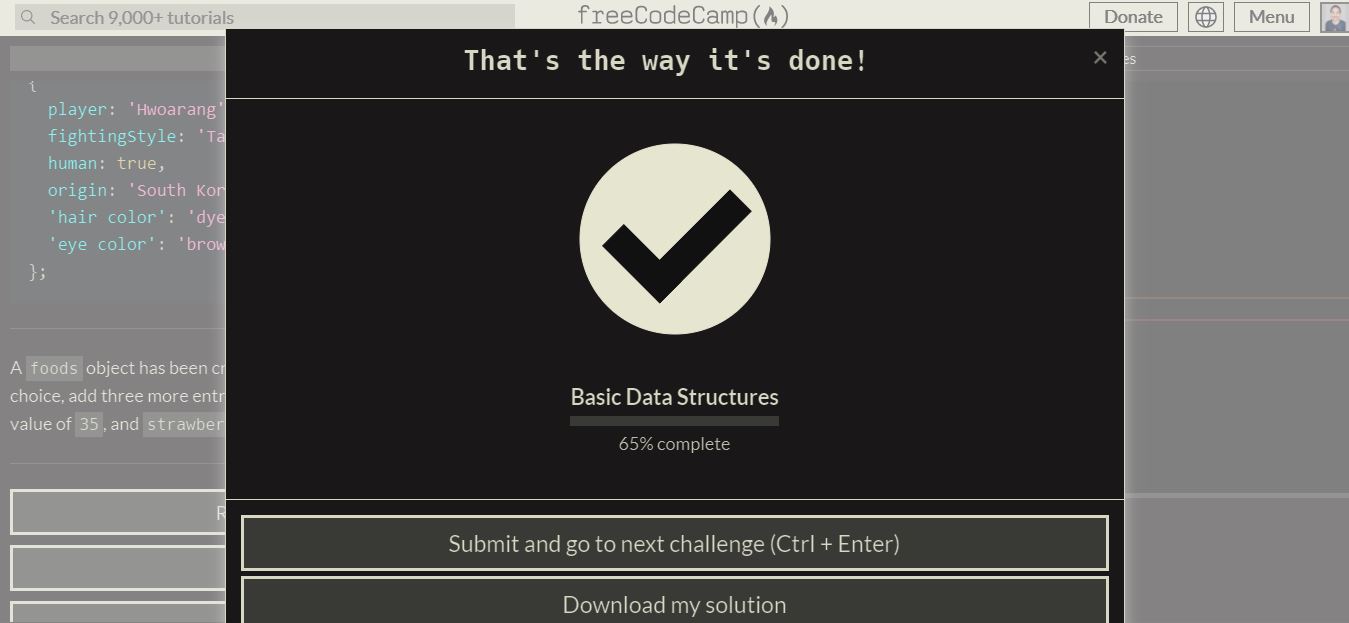 Search 9,000+ tutorials
freeCodeCamp(🔥)
Donate
Menu
That's the way it's done!
×
es
{
player: 'Hwoarang'
fightingStyle: 'Ta
human: true,
origin: 'South Kor
'hair color': 'dye
'eye color': 'brow
};
A foods object has been cr
choice, add three more entr
value of 35, and strawber
R
Basic Data Structures
65% complete
Submit and go to next challenge (Ctrl + Enter)
Download my solution